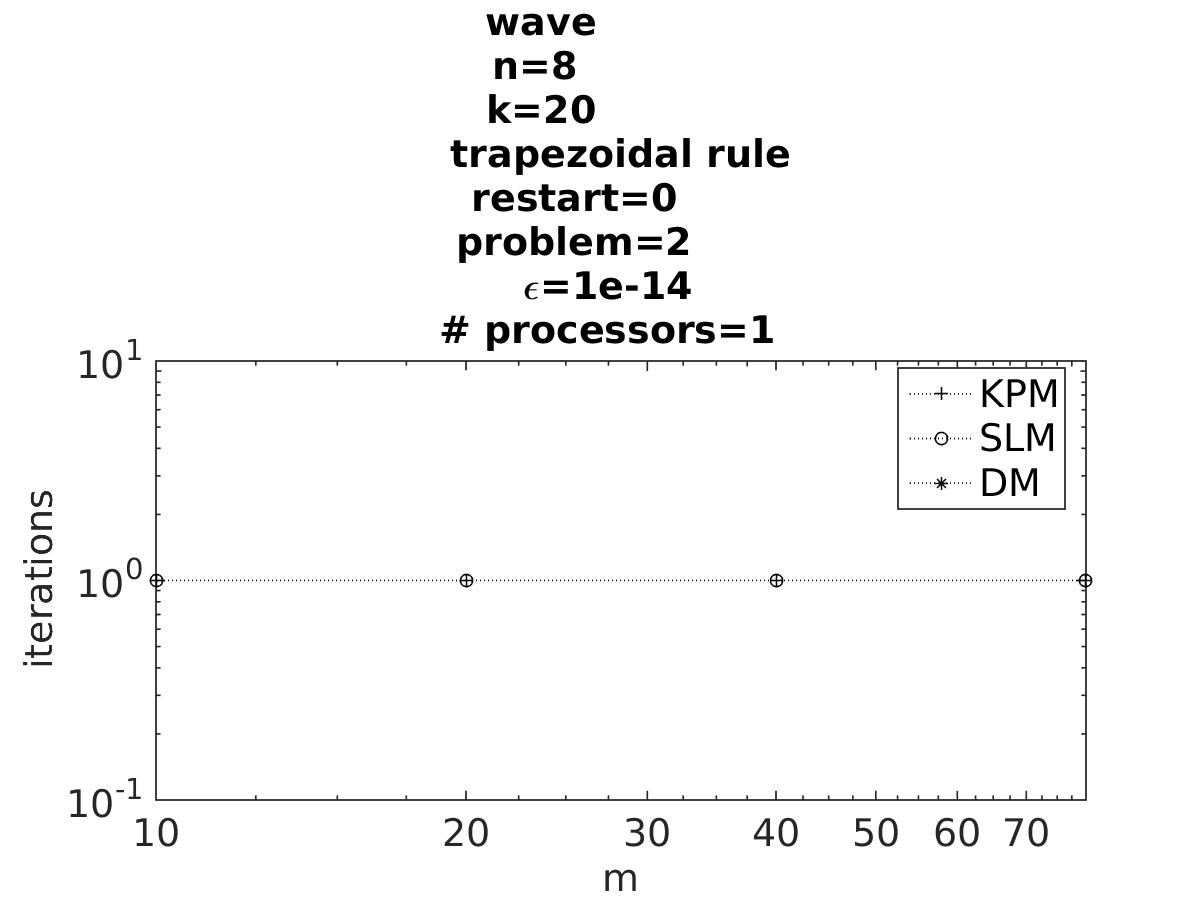 wave
n=8
k=20
trapezoidal rule
restart=0
problem=2
ϵ=1e-14
# processors=1
10^1
KPM
SLM
DM
iterations
10^0
10^-1
10 20 30 40 50 60 70
m